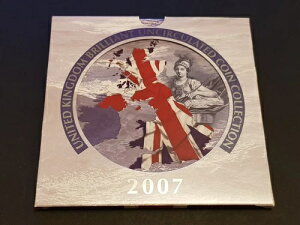 UNITED KINGDOM BRILLIANT UNCIRCULATED COIN COLLECTION
2007